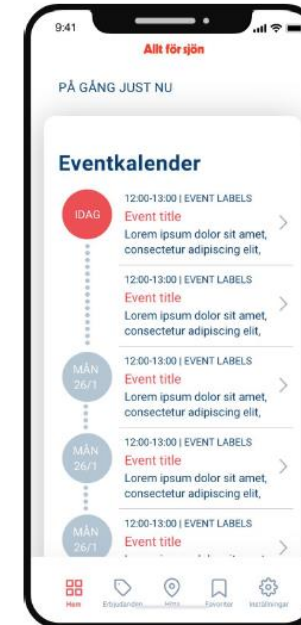 9:41
Allt för sjön
PÅ GÅNG JUST NU
Eventkalender
IDAG
12:00-13:00 | EVENT LABELS
Event title
Lorem ipsum dolor sit amet,
consectetur adipiscing elit,
12:00-13:00 | EVENT LABELS
Event title
Lorem ipsum dolor sit amet,
consectetur adipiscing elit,
MÅN
26/1
12:00-13:00 | EVENT LABELS
Event title
Lorem ipsum dolor sit amet,
consectetur adipiscing elit,
MÅN
26/1
12:00-13:00 | EVENT LABELS
Event title
Lorem ipsum dolor sit amet,
consectetur adipiscing elit,
MÅN
26/1
12:00-13:00 | EVENT LABELS
Event title
Hem
Erbjudanden
Hitta
Favoriter
Inställningar